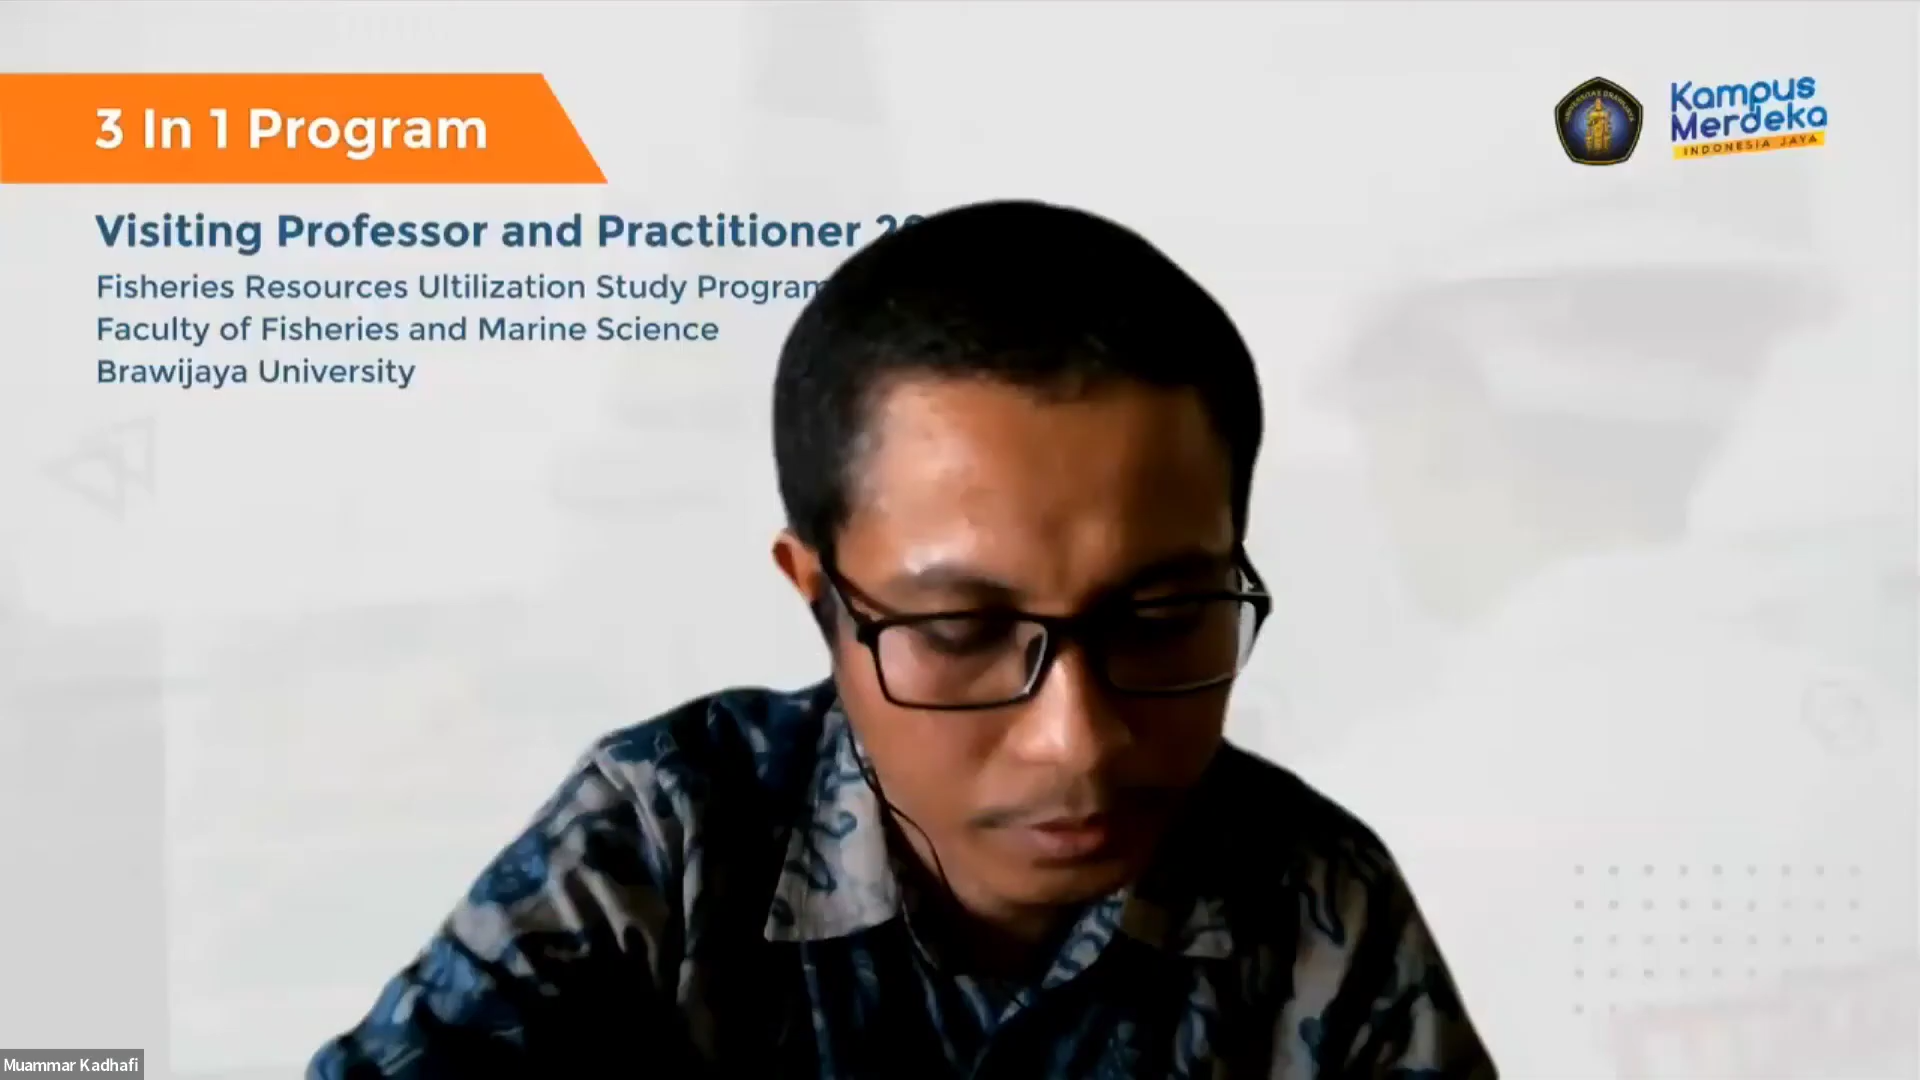 3 In 1 Program
Kampus
Merdeka
INDONESIA JAYA
Visiting Professor and Practitioner
Fisheries Resources Ultilization Study Program
Faculty of Fisheries and Marine Science
Brawijaya University
Muammar Kadhafi